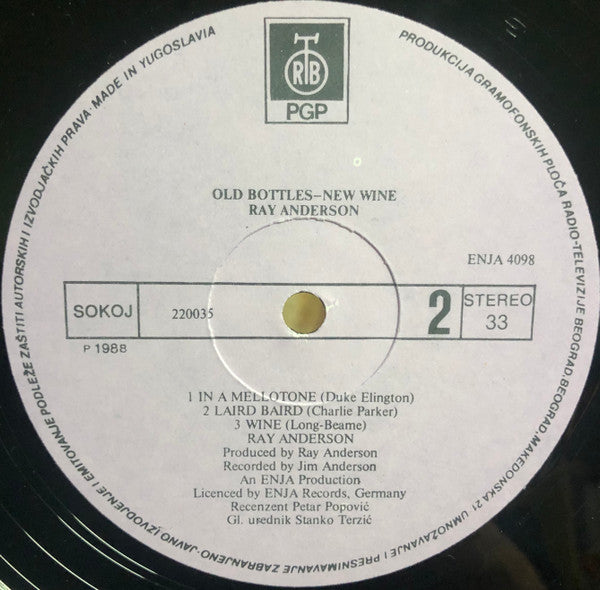 RTB
PGP
PRODUKCIJA GRAMOFONSKIH PLOČA RADIO-TELEVIZIJE BEOGRAD, BEOGRAD, MAKEDONSKA 21 UMNOŽAVANJE I PRESNIMAVANJE ZABRANJENO-JAVNO IZVODJENJE I EMITOVANJE PODLEŽE ZAŠTITI AUTORSKIH I IZVODJAČKIH PRAVA·MADE IN YUGOSLAVIA
OLD BOTTLES–NEW WINE
RAY ANDERSON
ENJA 4098
SOKOJ 220035 2 STEREO
33
P 1988
1 IN A MELLOTONE (Duke Elington)
2 LAIRD BAIRD (Charlie Parker)
3 WINE (Long-Beame)
RAY ANDERSON
Produced by Ray Anderson
Recorded by Jim Anderson
An ENJA Production
Licenced by ENJA Records, Germany
Recenzent Petar Popović
Gl. urednik Stanko Terzić